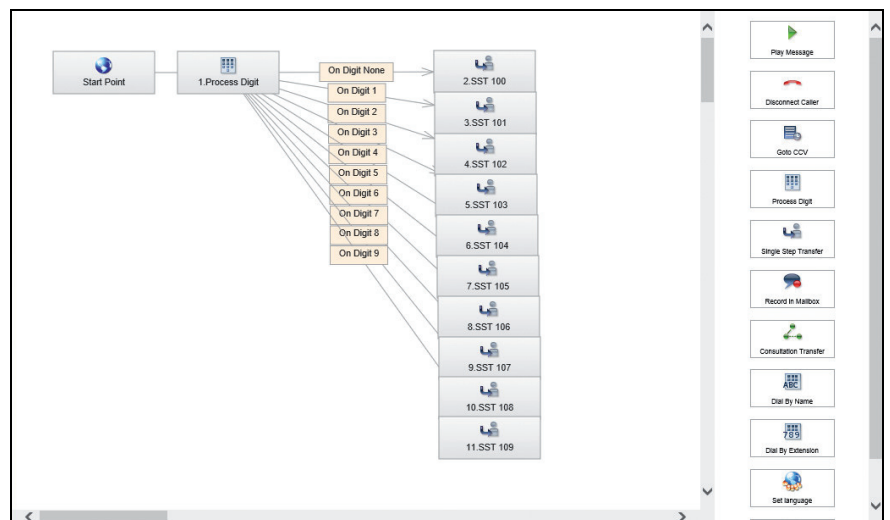 Start Point
1.Process Digit
On Digit None
On Digit 1
On Digit 2
On Digit 3
On Digit 4
On Digit 5
On Digit 6
On Digit 7
On Digit 8
On Digit 9
2.SST 100
3.SST 101
4.SST 102
5.SST 103
6.SST 104
7.SST 105
8.SST 106
9.SST 107
10.SST 108
11.SST 109
Play Message
Disconnect Caller
Goto CCV
Process Digit
Single Step Transfer
Record In Mailbox
Consultation Transfer
ABC
Dial By Name
789
Dial By Extension
Set language